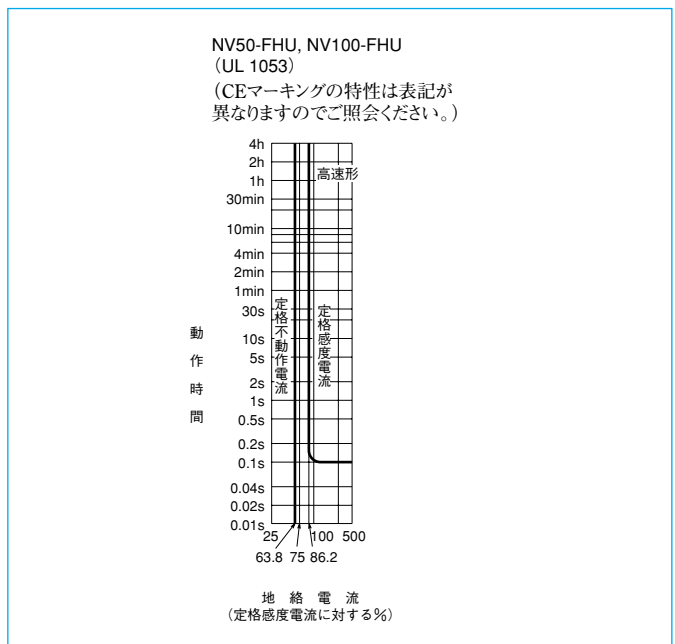 NV50-FHU, NV100-FHU
（UL 1053）
（CEマーキングの特性は表記が
異なりますのでご照会ください。）
4h
2h
1h
30min
10min
4min
2min
1min
30s
10s
5s
2s
1s
0.5s
0.2s
0.1s
0.04s
0.02s
0.01s
高速形
定格不動作電流
定格感度電流
動作時間
25 100 500
63.8 75 86.2
地絡電流
（定格感度電流に対する％）